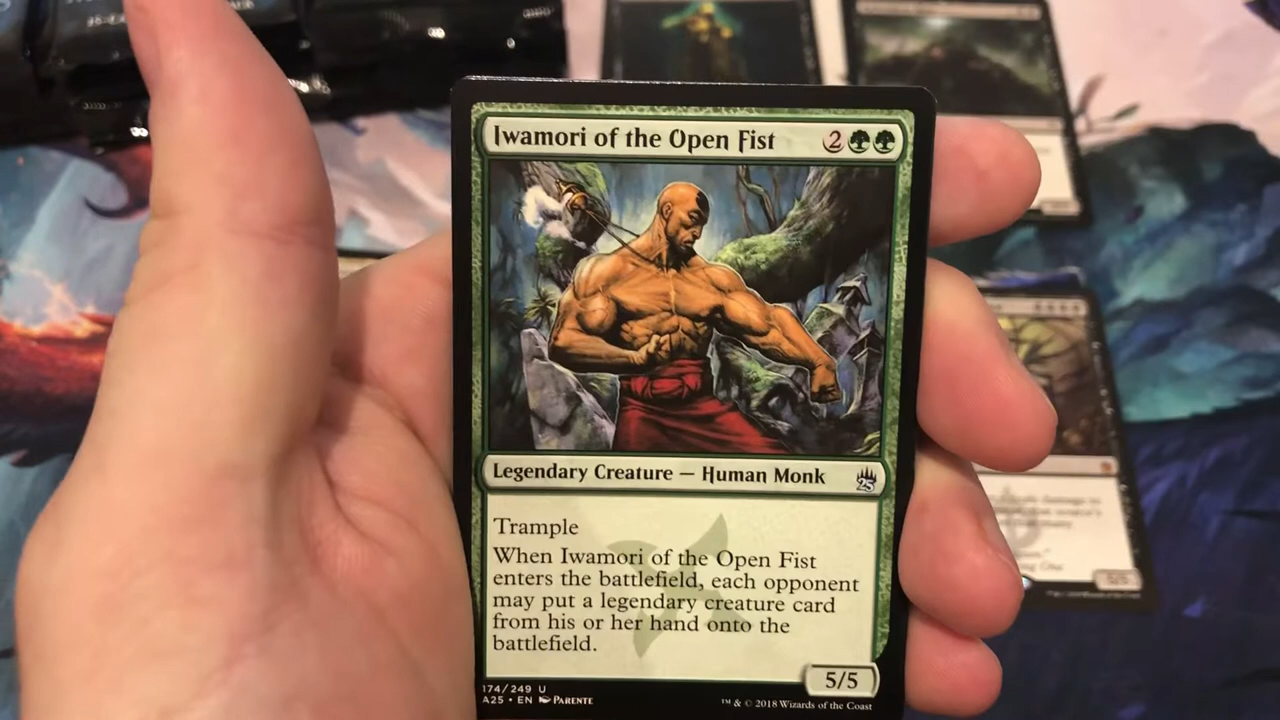 Iwamori of the Open Fist 2
Legendary Creature — Human Monk
25
Trample
When Iwamori of the Open Fist
enters the battlefield, each opponent
may put a legendary creature card
from his or her hand onto the
battlefield.
5/5
174/249 U
A25 • EN PARENTE
™ & © 2018 Wizards of the Coast